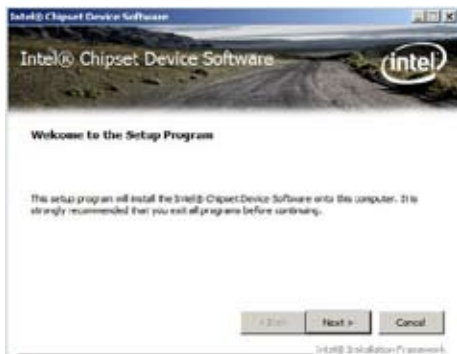 Intel® Chipset Device Software
Intel® Chipset Device Software
intel
Welcome to the Setup Program
This setup program will install the Intel® Chipset Device Software onto this computer. It is
strongly recommended that you exit all programs before continuing.
< Back
Next >
Cancel
Intel® Installation Framework